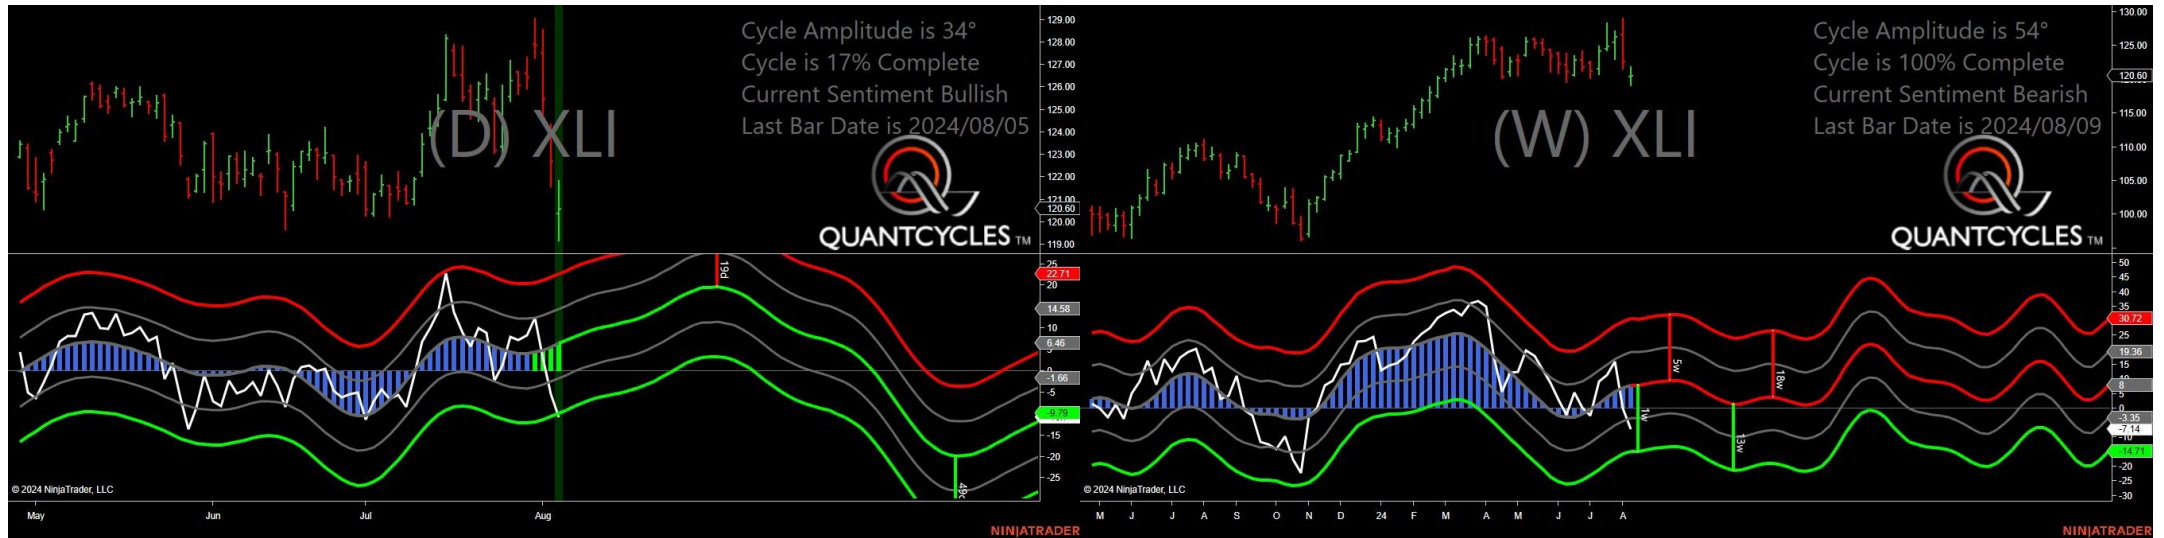 Cycle Amplitude is 34°
Cycle is 17% Complete
Current Sentiment Bullish
Last Bar Date is 2024/08/05
(D) XLI
QUANTCYCLES TM
129.00
128.00
127.00
126.00
125.00
124.00
123.00
122.00
121.00
120.60
120.00
119.00
25
22.71
20
14.58
10
6.46
0
-1.66
-5
-9.79
-15
-20
-25
19d
49d
© 2024 NinjaTrader, LLC
May Jun Jul Aug
NINJATRADER
Cycle Amplitude is 54°
Cycle is 100% Complete
Current Sentiment Bearish
Last Bar Date is 2024/08/09
(W) XLI
QUANTCYCLES TM
130.00
125.00
120.60
115.00
110.00
105.00
100.00
50
45
40
35
30.72
25
19.36
15
8
5
0
-3.35
-7.14
-10
-14.71
-20
-25
-30
1w
5w
13w
18w
© 2024 NinjaTrader, LLC
M J J A S O N D 24 F M A M J J A
NINJATRADER